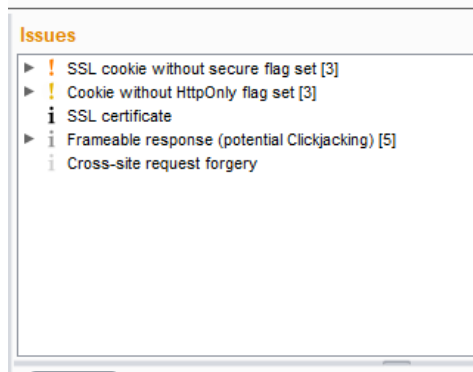 Issues
SSL cookie without secure flag set [3]
Cookie without HttpOnly flag set [3]
SSL certificate
Frameable response (potential Clickjacking) [5]
Cross-site request forgery